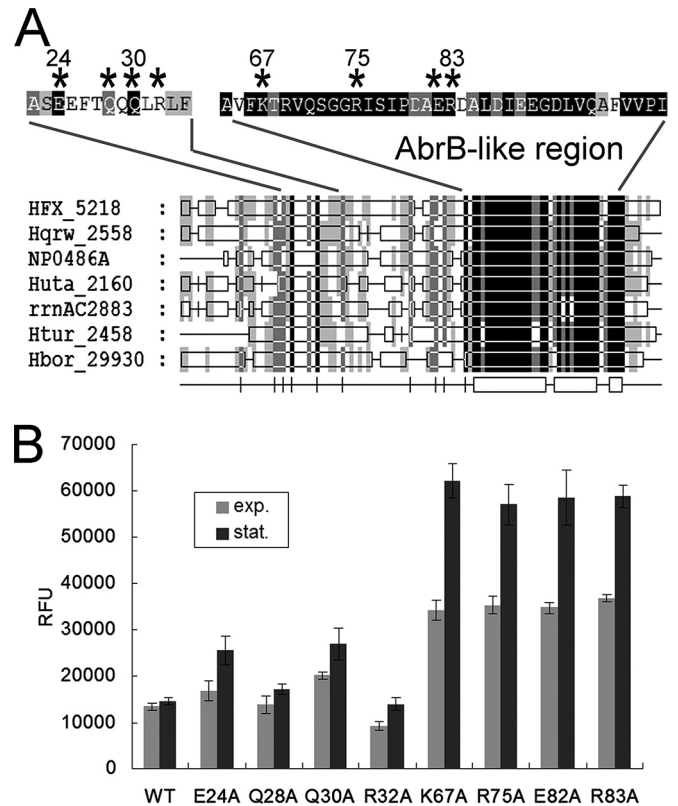 A
24 30 67 75 83
* * * * * * * *
ASEEFTQQQLRLF AVFKTRVQSGGRISIPDAERDALDIEEGDLVQAFVVPI
AbrB-like region
HFX_5218 :
Hqrw_2558 :
NP0486A :
Huta_2160 :
rrnAC2883 :
Htur_2458 :
Hbor_29930 :
B
70000
60000
50000
40000
30000
20000
10000
0
RFU
exp.
stat.
WT E24A Q28A Q30A R32A K67A R75A E82A R83A